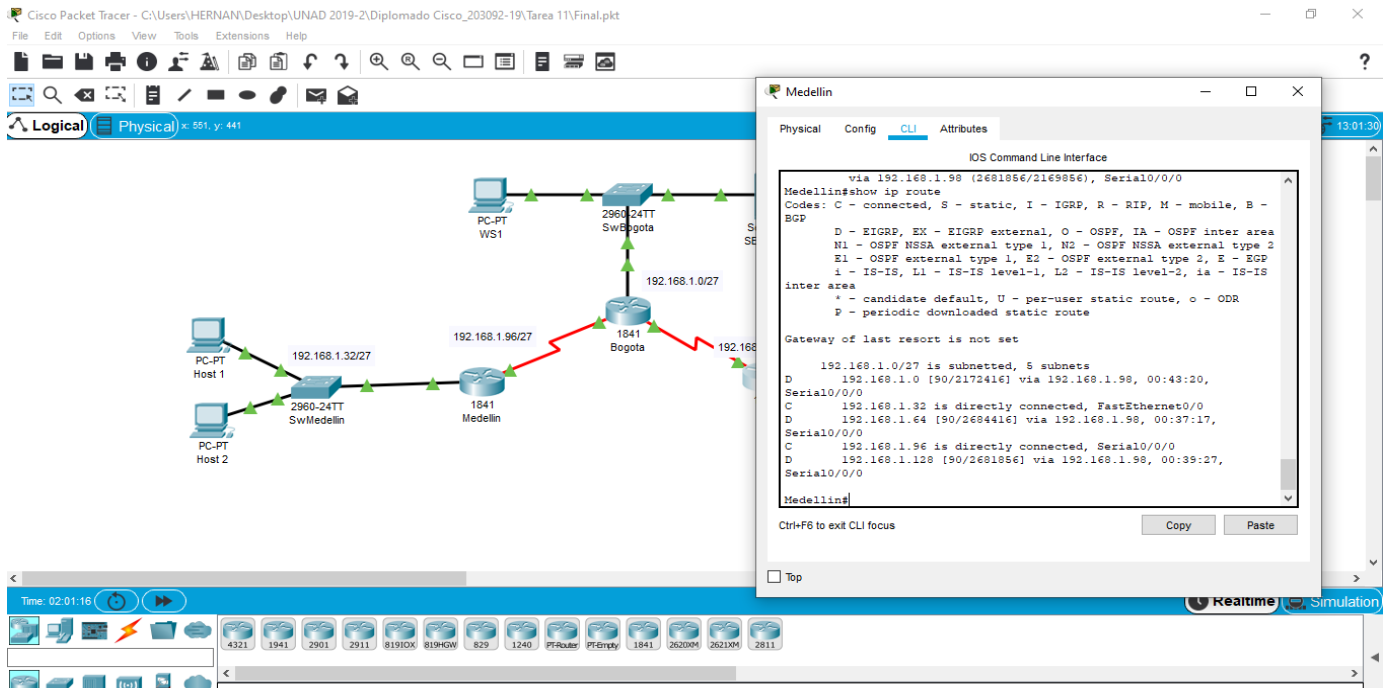 Cisco Packet Tracer - C:\Users\HERNAN\Desktop\UNAD 2019-2\Diplomado Cisco_203092-19\Tarea 11\Final.pkt
File Edit Options View Tools Extensions Help
?
Logical
Physical
x: 551, y: 441
13:01:30
PC-PT
WS1
2960-24TT
SwBogota
S
SE
192.168.1.0/27
1841
Bogota
192.168.1.96/27
192.168
PC-PT
Host 1
192.168.1.32/27
2960-24TT
SwMedellin
1841
Medellin
PC-PT
Host 2
Medellin
Physical Config CLI Attributes
IOS Command Line Interface
via 192.168.1.98 (2681856/2169856), Serial0/0/0
Medellin#show ip route
Codes: C - connected, S - static, I - IGRP, R - RIP, M - mobile, B -
BGP
D - EIGRP, EX - EIGRP external, O - OSPF, IA - OSPF inter area
N1 - OSPF NSSA external type 1, N2 - OSPF NSSA external type 2
E1 - OSPF external type 1, E2 - OSPF external type 2, E - EGP
i - IS-IS, L1 - IS-IS level-1, L2 - IS-IS level-2, ia - IS-IS
inter area
* - candidate default, U - per-user static route, o - ODR
P - periodic downloaded static route
Gateway of last resort is not set
192.168.1.0/27 is subnetted, 5 subnets
D 192.168.1.0 [90/2172416] via 192.168.1.98, 00:43:20,
Serial0/0/0
C 192.168.1.32 is directly connected, FastEthernet0/0
D 192.168.1.64 [90/2684416] via 192.168.1.98, 00:37:17,
Serial0/0/0
C 192.168.1.96 is directly connected, Serial0/0/0
D 192.168.1.128 [90/2681856] via 192.168.1.98, 00:39:27,
Serial0/0/0
Medellin#
Ctrl+F6 to exit CLI focus
Copy
Paste
Top
Time: 02:01:16
Realtime
Simulation
4321 1941 2901 2911 819IOX 819HGW 829 1240 PT-Router PT-Empty 1841 2620XM 2621XM 2811